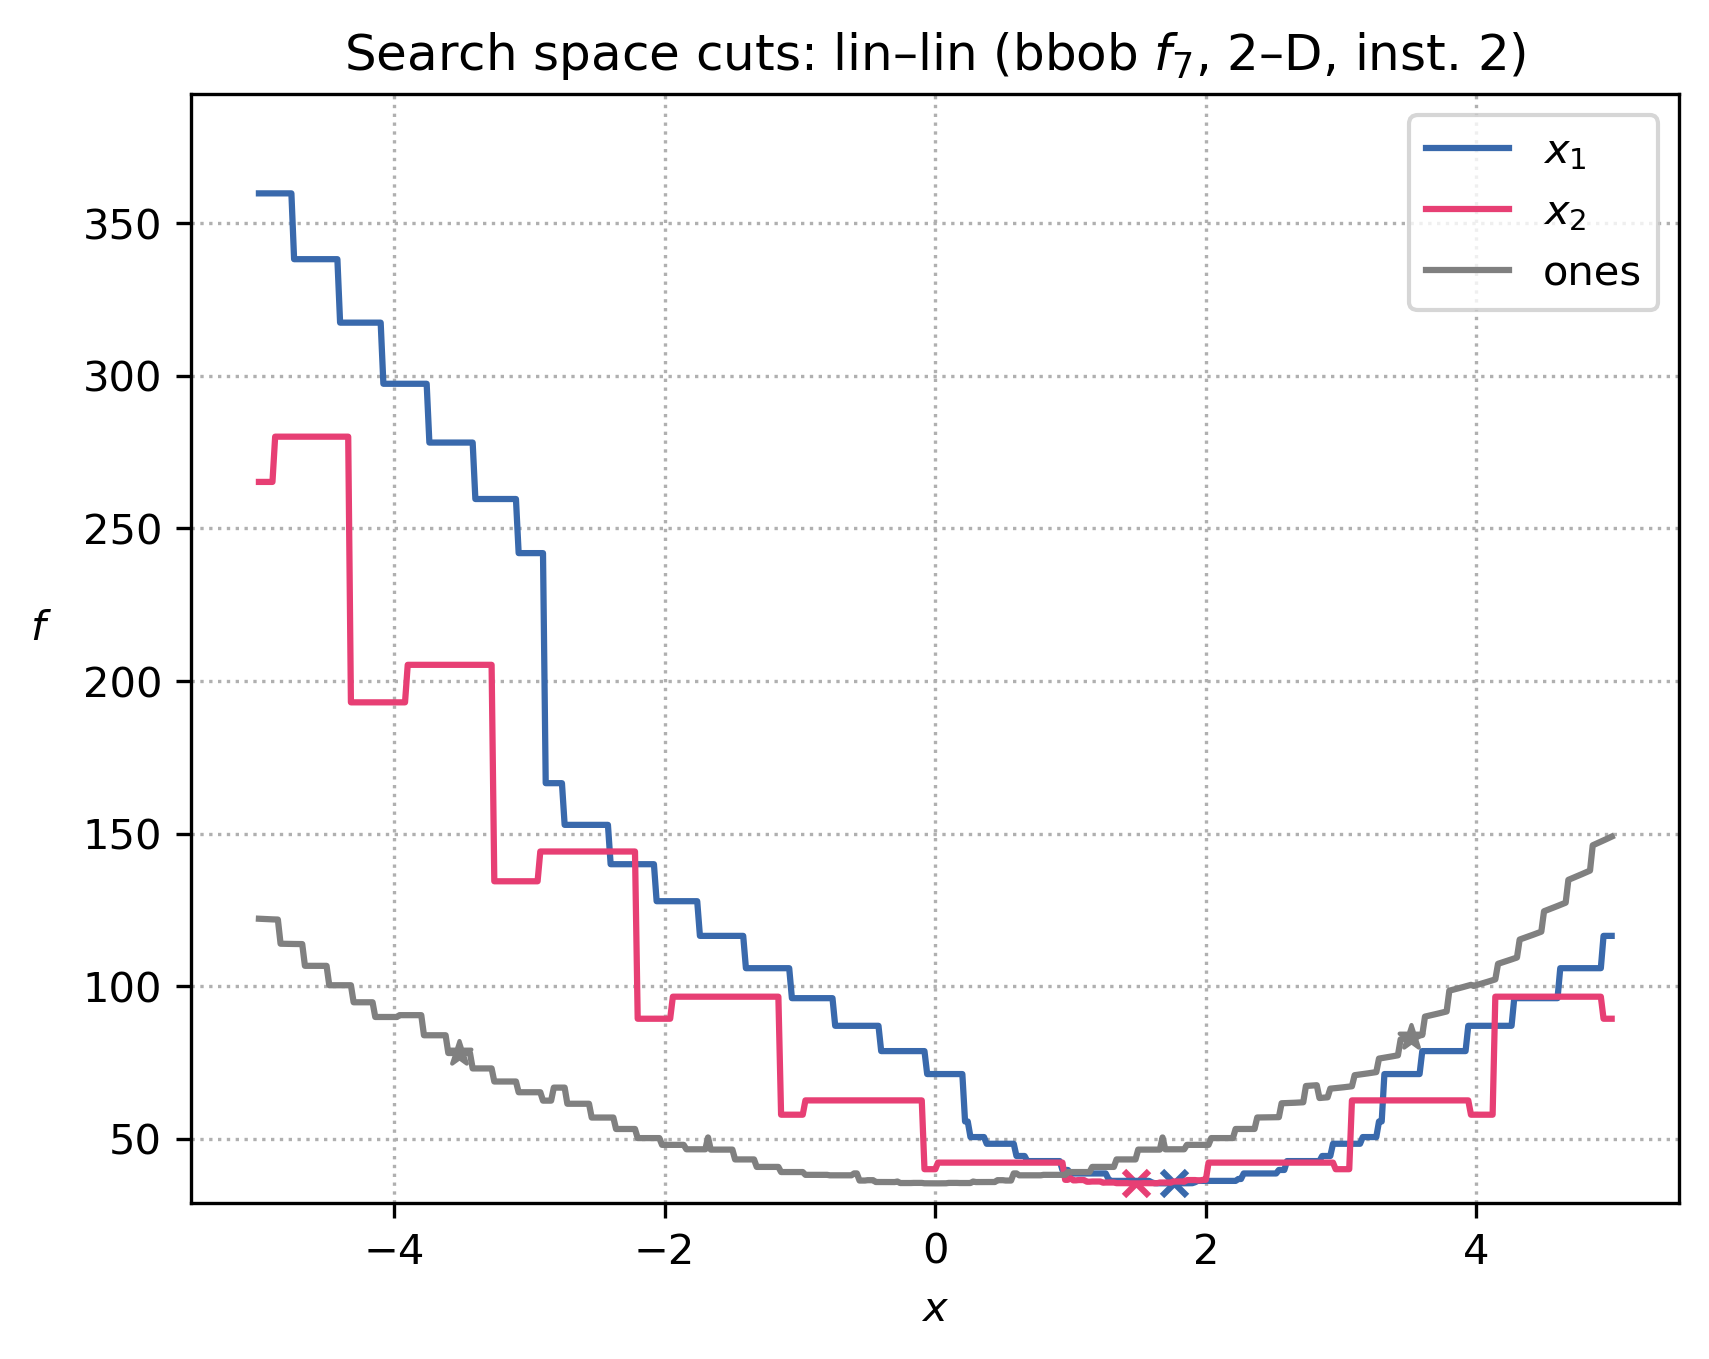 Search space cuts: lin–lin (bbob f₇, 2–D, inst. 2)
x₁
x₂
ones
350
300
250
200
150
100
50
f
−4 −2 0 2 4
x